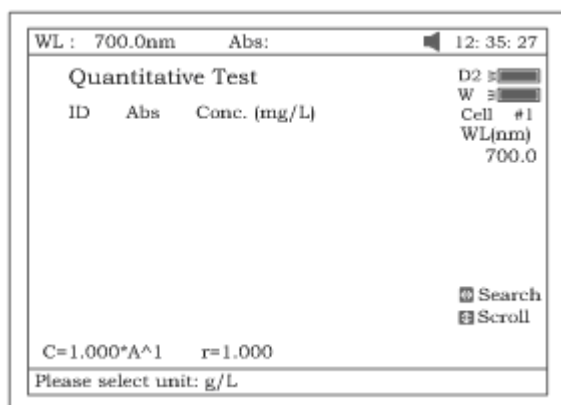 WL : 700.0nm Abs: 12: 35: 27
Quantitative Test
D2
W
ID Abs Conc. (mg/L)
Cell #1
WL(nm)
700.0
Search
Scroll
C=1.000*A^1 r=1.000
Please select unit: g/L